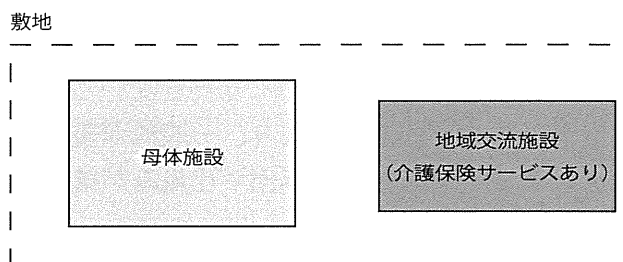 敷地
母体施設
地域交流施設
（介護保険サービスあり）